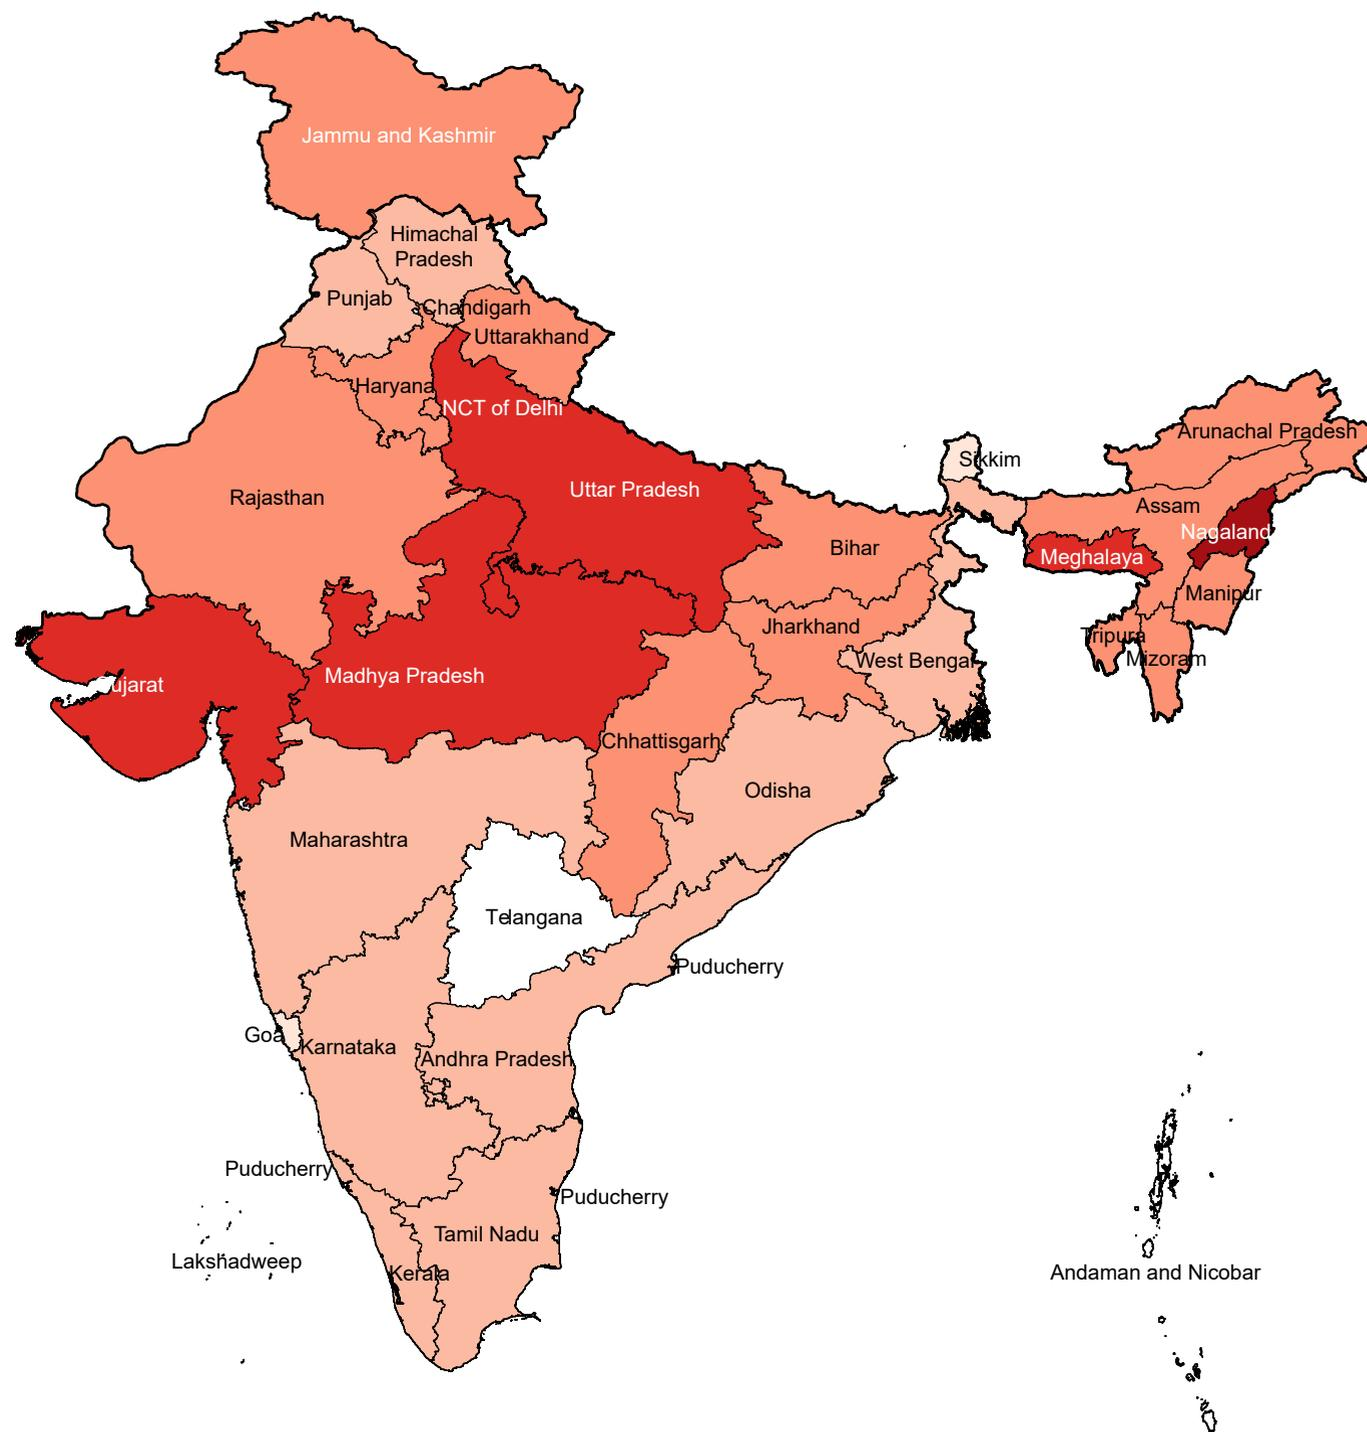 Jammu and Kashmir
Himachal
Pradesh
Punjab
Chandigarh
Uttarakhand
Haryana
NCT of Delhi
Arunachal Pradesh
Sikkim
Rajasthan
Uttar Pradesh
Assam
Nagaland
Bihar
Meghalaya
Manipur
Jharkhand
Tripura
Mizoram
West Bengal
Madhya Pradesh
ujarat
Chhattisgarh
Odisha
Maharashtra
Telangana
Puducherry
Goa
Karnataka
Andhra Pradesh
Puducherry
Puducherry
Tamil Nadu
Lakshadweep
Kerala
Andaman and Nicobar